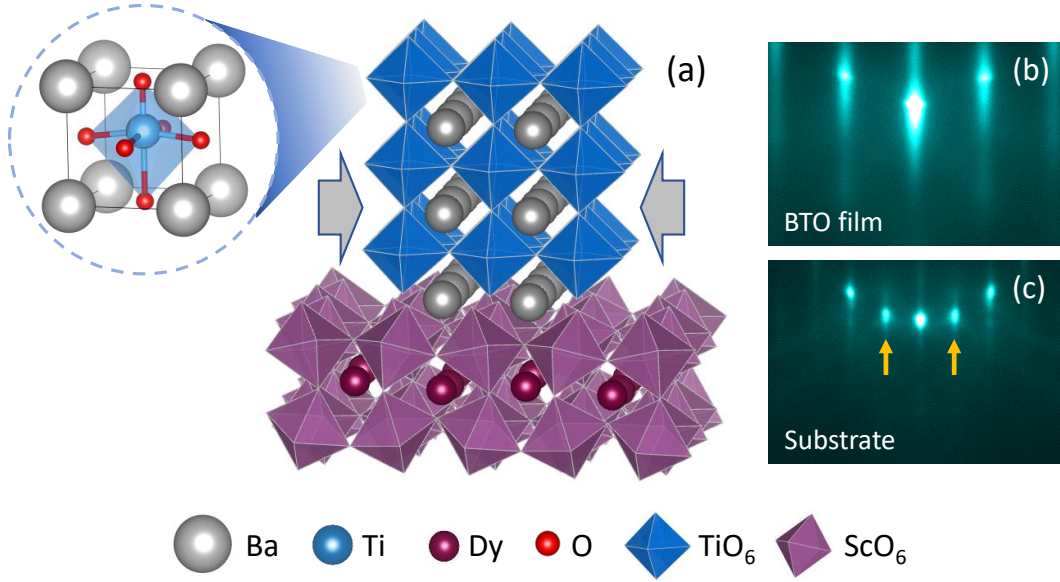 (a)
(b)
BTO film
(c)
Substrate
Ba Ti Dy O TiO₆ ScO₆